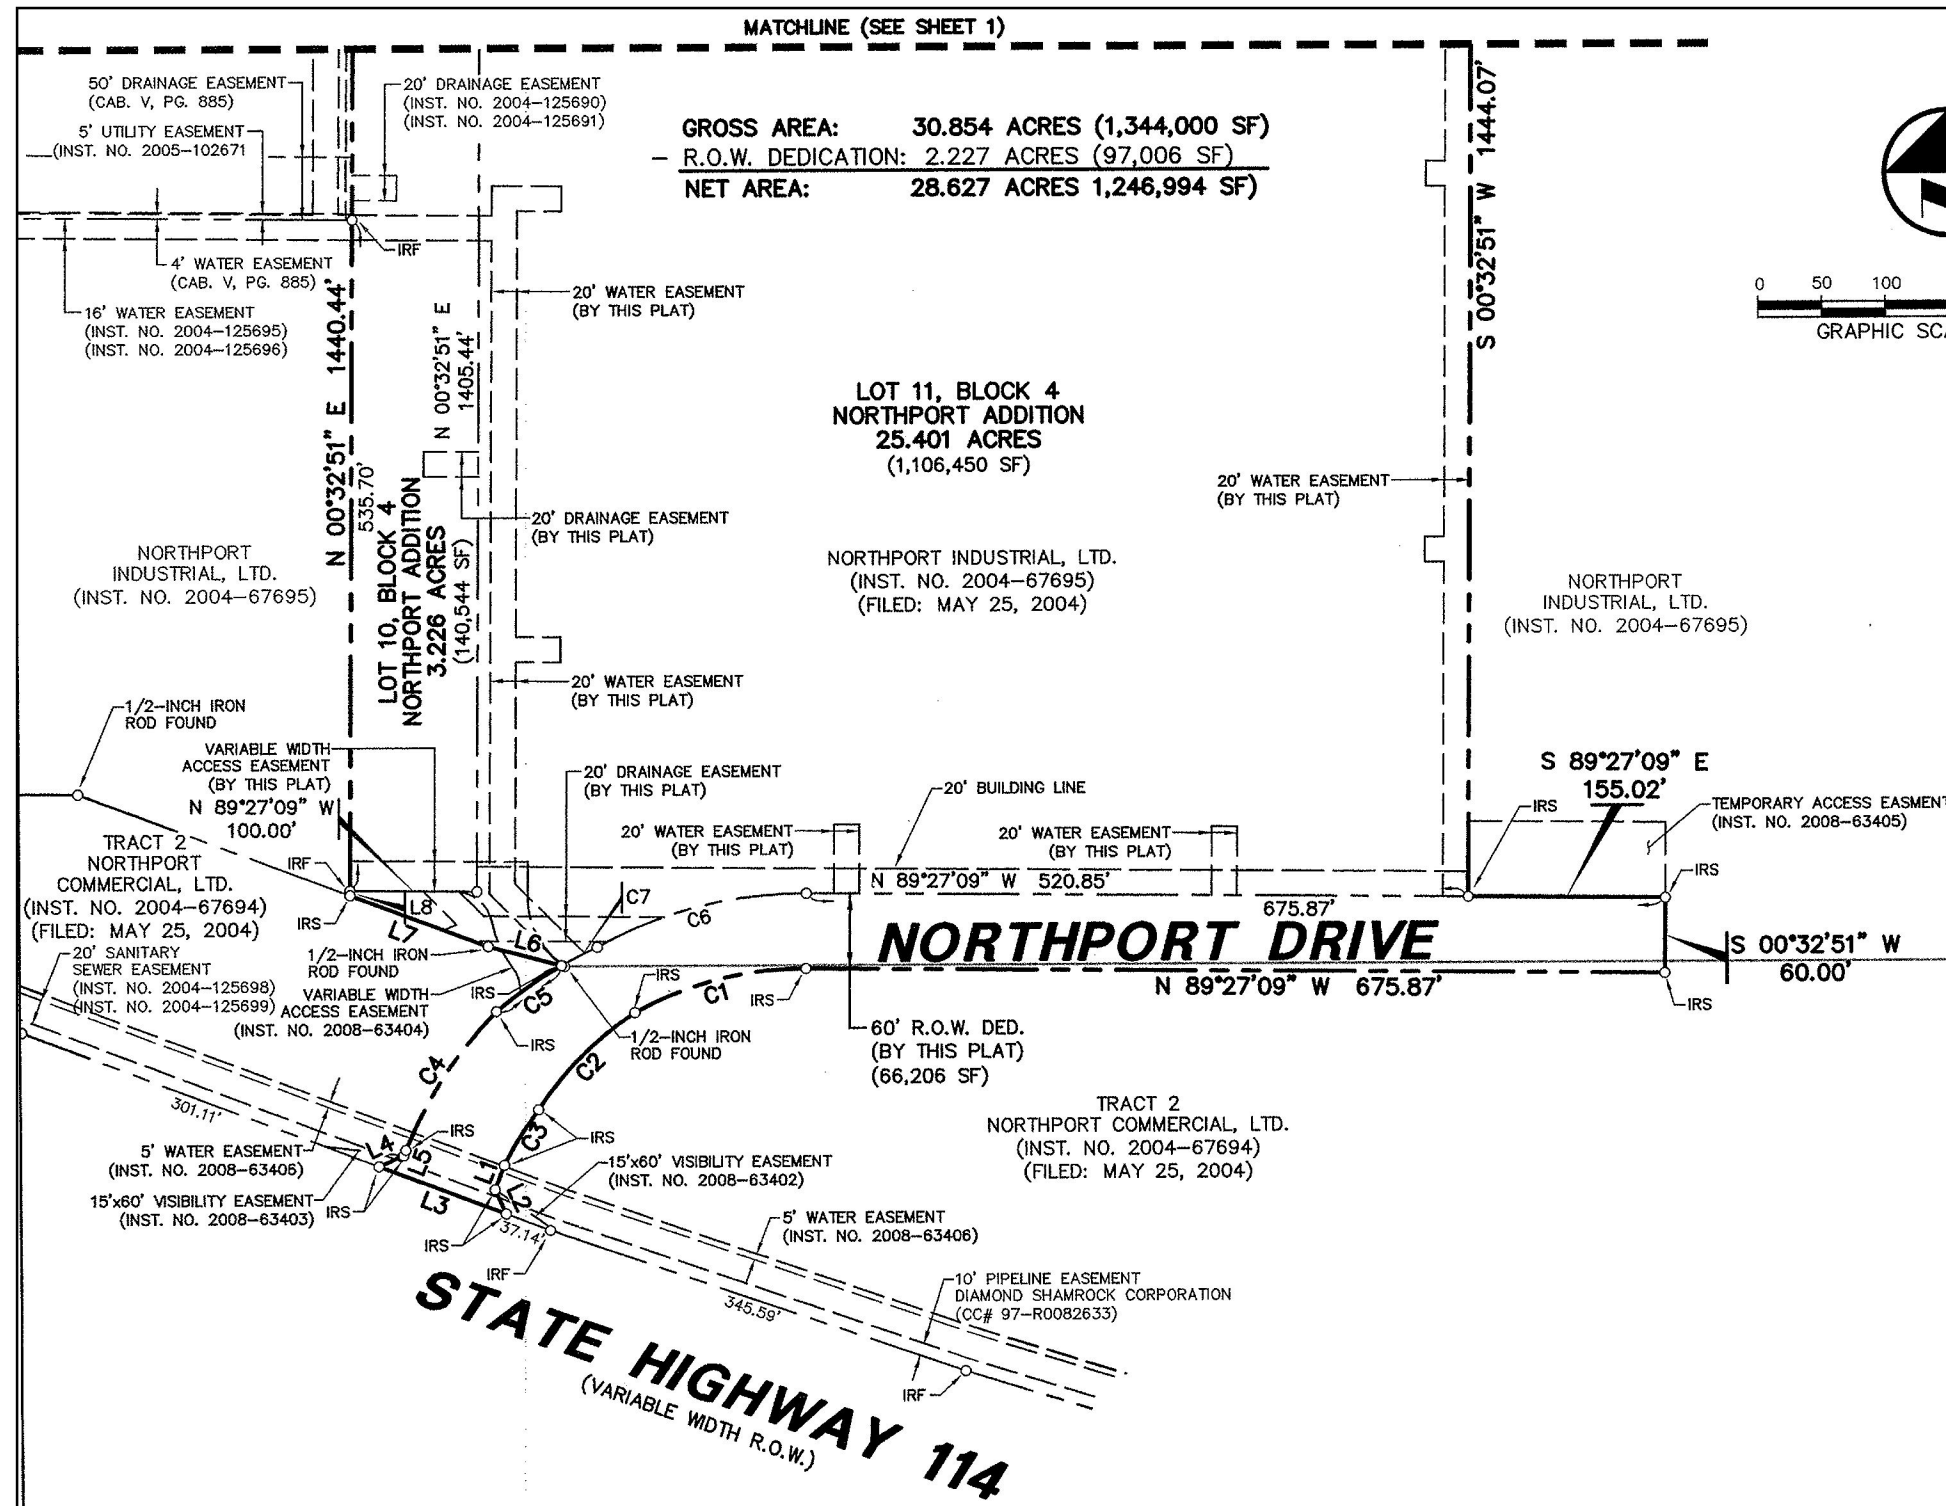 MATCHLINE (SEE SHEET 1)
50' DRAINAGE EASEMENT
(CAB. V, PG. 885)
5' UTILITY EASEMENT
(INST. NO. 2005-102671
20' DRAINAGE EASEMENT
(INST. NO. 2004-125690)
(INST. NO. 2004-125691)
GROSS AREA: 30.854 ACRES (1,344,000 SF)
- R.O.W. DEDICATION: 2.227 ACRES (97,006 SF)
NET AREA: 28.627 ACRES 1,246,994 SF)
S 00°32'51" W 1444.07'
0 50 100
GRAPHIC SCA
IRF
4' WATER EASEMENT
(CAB. V, PG. 885)
16' WATER EASEMENT
(INST. NO. 2004-125695)
(INST. NO. 2004-125696)
20' WATER EASEMENT
(BY THIS PLAT)
N 00°32'51" E 1440.44'
535.70'
N 00°32'51" E
1405.44'
LOT 11, BLOCK 4
NORTHPORT ADDITION
25.401 ACRES
(1,106,450 SF)
20' WATER EASEMENT
(BY THIS PLAT)
LOT 10, BLOCK 4
NORTHPORT ADDITION
3.226 ACRES
(140,544 SF)
20' DRAINAGE EASEMENT
(BY THIS PLAT)
NORTHPORT
INDUSTRIAL, LTD.
(INST. NO. 2004-67695)
NORTHPORT INDUSTRIAL, LTD.
(INST. NO. 2004-67695)
(FILED: MAY 25, 2004)
NORTHPORT
INDUSTRIAL, LTD.
(INST. NO. 2004-67695)
20' WATER EASEMENT
(BY THIS PLAT)
1/2-INCH IRON
ROD FOUND
VARIABLE WIDTH
ACCESS EASEMENT
(BY THIS PLAT)
N 89°27'09" W
100.00'
20' DRAINAGE EASEMENT
(BY THIS PLAT)
20' BUILDING LINE
S 89°27'09" E
155.02'
IRS
TEMPORARY ACCESS EASMENT
(INST. NO. 2008-63405)
20' WATER EASEMENT
(BY THIS PLAT)
20' WATER EASEMENT
(BY THIS PLAT)
TRACT 2
NORTHPORT
COMMERCIAL, LTD.
(INST. NO. 2004-67694)
(FILED: MAY 25, 2004)
IRF
IRS
L8
L7
L6
C7
C6
N 89°27'09" W 520.85'
675.87'
IRS
NORTHPORT DRIVE
S 00°32'51" W
60.00'
20' SANITARY
SEWER EASEMENT
(INST. NO. 2004-125698)
(INST. NO. 2004-125699)
1/2-INCH IRON
ROD FOUND
VARIABLE WIDTH
ACCESS EASEMENT
(INST. NO. 2008-63404)
IRS
C5
IRS
C1
IRS
N 89°27'09" W 675.87'
IRS
IRS
1/2-INCH IRON
ROD FOUND
60' R.O.W. DED.
(BY THIS PLAT)
(66,206 SF)
C4
C2
301.11'
TRACT 2
NORTHPORT COMMERCIAL, LTD.
(INST. NO. 2004-67694)
(FILED: MAY 25, 2004)
5' WATER EASEMENT
(INST. NO. 2008-63406)
L4
L5
IRS
C3
IRS
15'x60' VISIBILITY EASEMENT
(INST. NO. 2008-63403)
IRS
L3
L1
L2
15'x60' VISIBILITY EASEMENT
(INST. NO. 2008-63402)
5' WATER EASEMENT
(INST. NO. 2008-63406)
IRS
37.14'
IRF
345.59'
10' PIPELINE EASEMENT
DIAMOND SHAMROCK CORPORATION
(CC# 97-R0082633)
IRF
STATE HIGHWAY 114
(VARIABLE WIDTH R.O.W.)